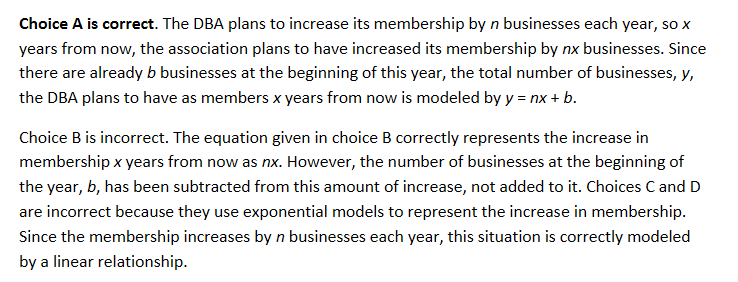 Choice A is correct. The DBA plans to increase its membership by n businesses each year, so x
years from now, the association plans to have increased its membership by nx businesses. Since
there are already b businesses at the beginning of this year, the total number of businesses, y,
the DBA plans to have as members x years from now is modeled by y = nx + b.
Choice B is incorrect. The equation given in choice B correctly represents the increase in
membership x years from now as nx. However, the number of businesses at the beginning of
the year, b, has been subtracted from this amount of increase, not added to it. Choices C and D
are incorrect because they use exponential models to represent the increase in membership.
Since the membership increases by n businesses each year, this situation is correctly modeled
by a linear relationship.